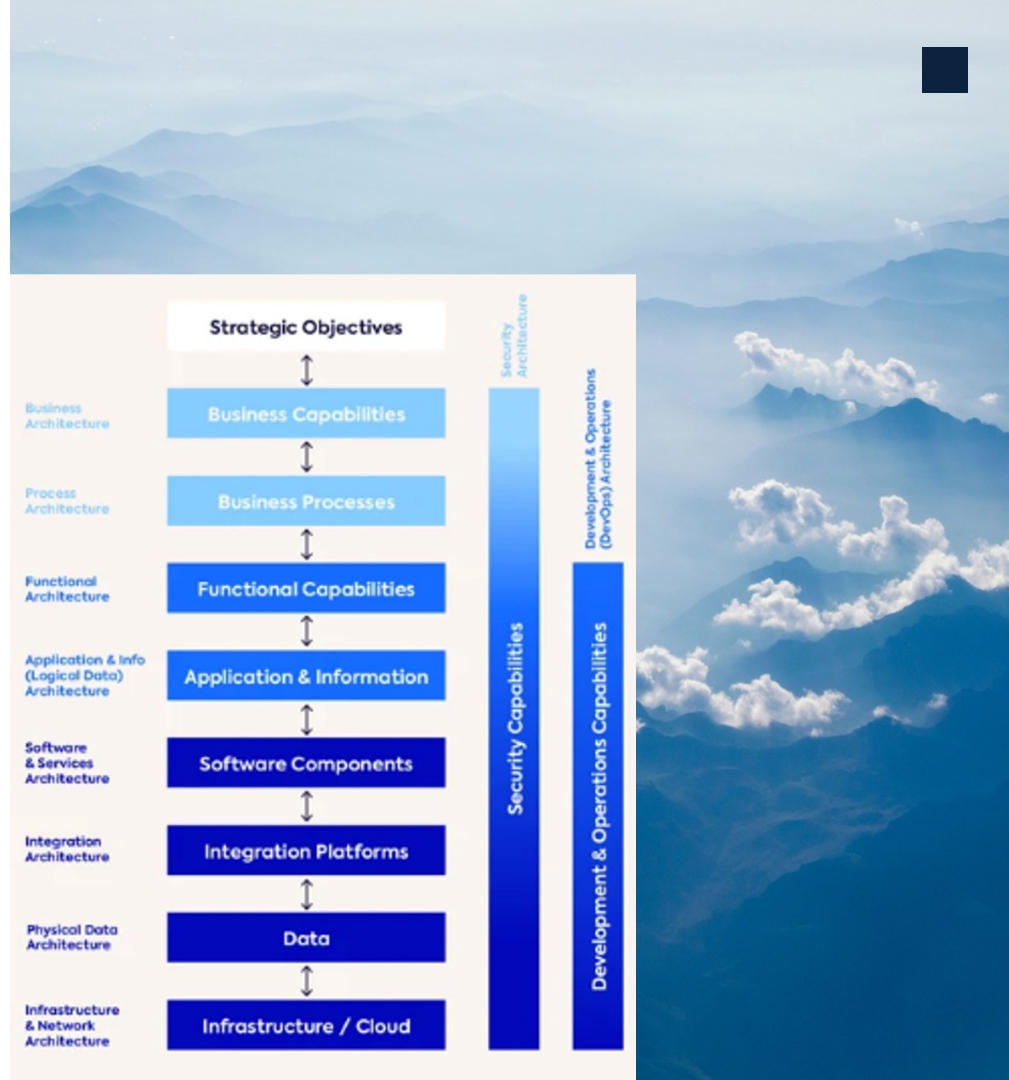 Strategic Objectives
Security
Architecture
Business
Architecture
Business Capabilities
Development & Operations
(DevOps) Architecture
Process
Architecture
Business Processes
Functional
Architecture
Functional Capabilities
Application & Info
(Logical Data)
Architecture
Application & Information
Software
& Services
Architecture
Software Components
Integration
Architecture
Integration Platforms
Physical Data
Architecture
Data
Infrastructure
& Network
Architecture
Infrastructure / Cloud
Security Capabilities
Development & Operations Capabilities